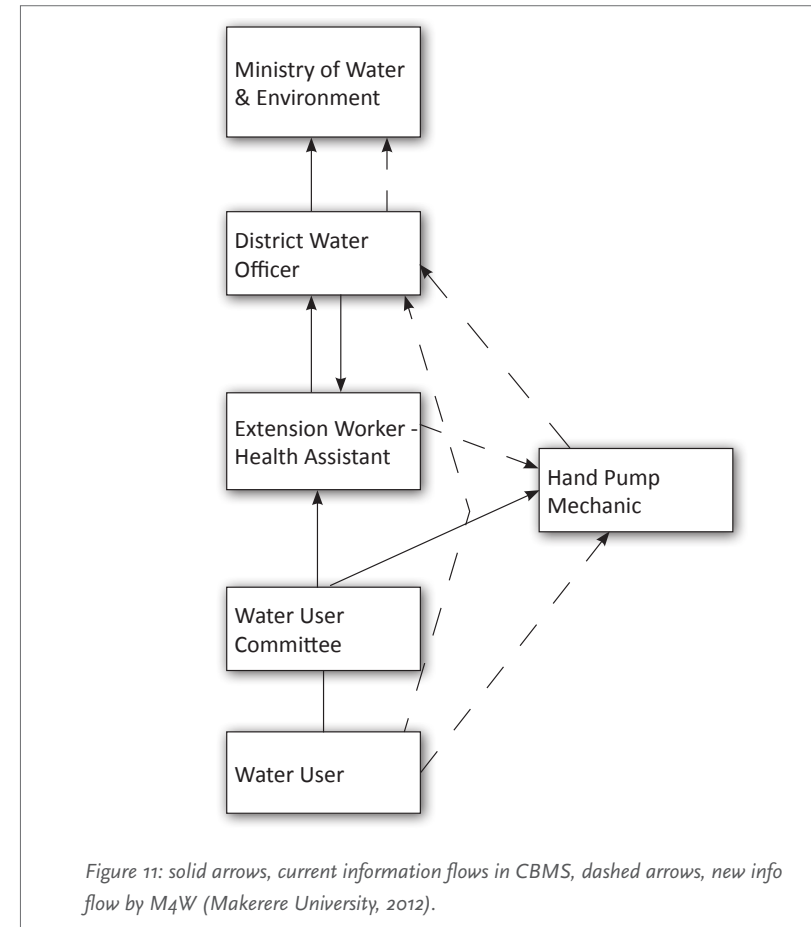 Ministry of Water
& Environment
District Water
Officer
Extension Worker -
Health Assistant
Hand Pump
Mechanic
Water User
Committee
Water User
Figure 11: solid arrows, current information flows in CBMS, dashed arrows, new info
flow by M4W (Makerere University, 2012).